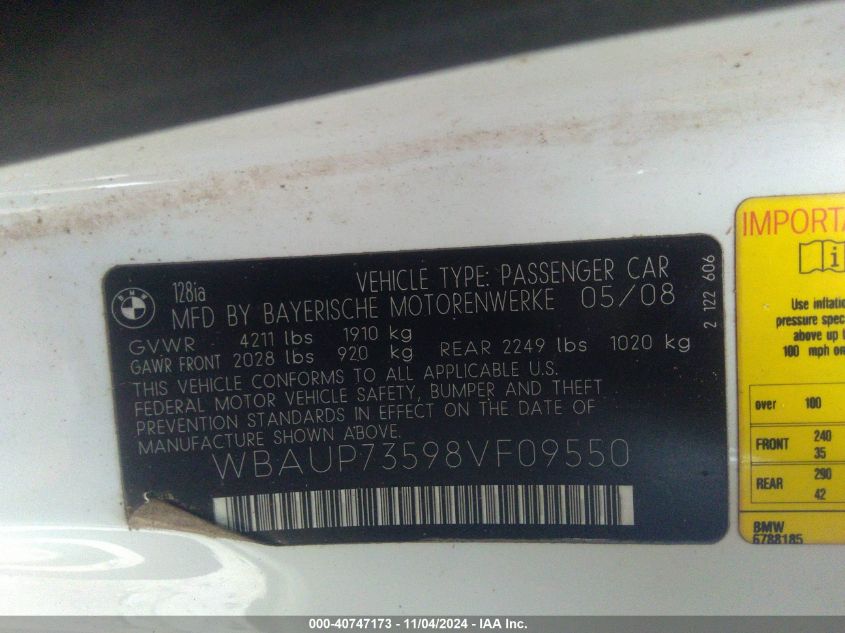 BMW
128ia
VEHICLE TYPE: PASSENGER CAR
MFD BY BAYERISCHE MOTORENWERKE 05/08
GVWR 4211 lbs 1910 kg
GAWR FRONT 2028 lbs 920 kg REAR 2249 lbs 1020 kg
THIS VEHICLE CONFORMS TO ALL APPLICABLE U.S.
FEDERAL MOTOR VEHICLE SAFETY, BUMPER AND THEFT
PREVENTION STANDARDS IN EFFECT ON THE DATE OF
MANUFACTURE SHOWN ABOVE.
WBAUP73598VF09550
2 122 606
IMPORTA
i
Use inflatio
pressure spec
above up t
100 mph on
over 100
FRONT 240
35
REAR 290
42
BMW
6788185
000-40747173 - 11/04/2024 - IAA Inc.